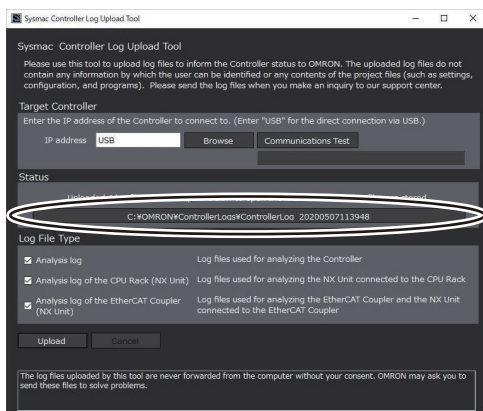 Sysmac Controller Log Upload Tool
Sysmac Controller Log Upload Tool
Please use this tool to upload log files to inform the Controller status to OMRON. The uploaded log files do not
contain any information by which the user can be identified or any contents of the project files (such as settings,
configuration, and programs). Please send the log files when you make an inquiry to our support center.
Target Controller
Enter the IP address of the Controller to connect to. (Enter "USB" for the direct connection via USB.)
IP address USB Browse Communications Test
Status
C:¥OMRON¥ControllerLogs¥ControllerLog_20200507113948
Log File Type
Analysis log Log files used for analyzing the Controller
Analysis log of the CPU Rack (NX Unit) Log files used for analyzing the NX Unit connected to the CPU Rack
Analysis log of the EtherCAT Coupler
(NX Unit)
Log files used for analyzing the EtherCAT Coupler and the NX Unit
connected to the EtherCAT Coupler
Upload Cancel
The log files uploaded by this tool are never forwarded from the computer without your consent. OMRON may ask you to
send these files to solve problems.